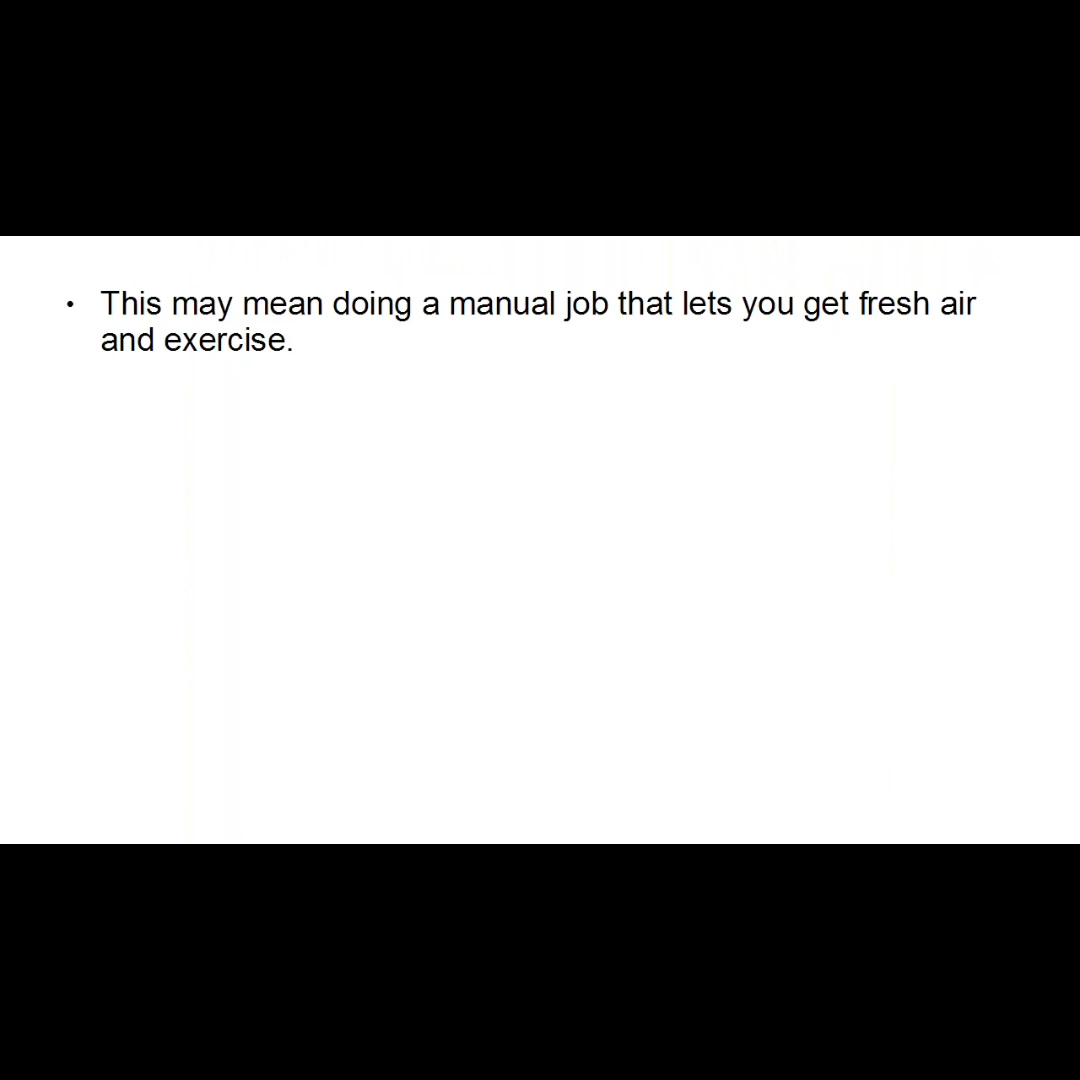 • This may mean doing a manual job that lets you get fresh air
and exercise.